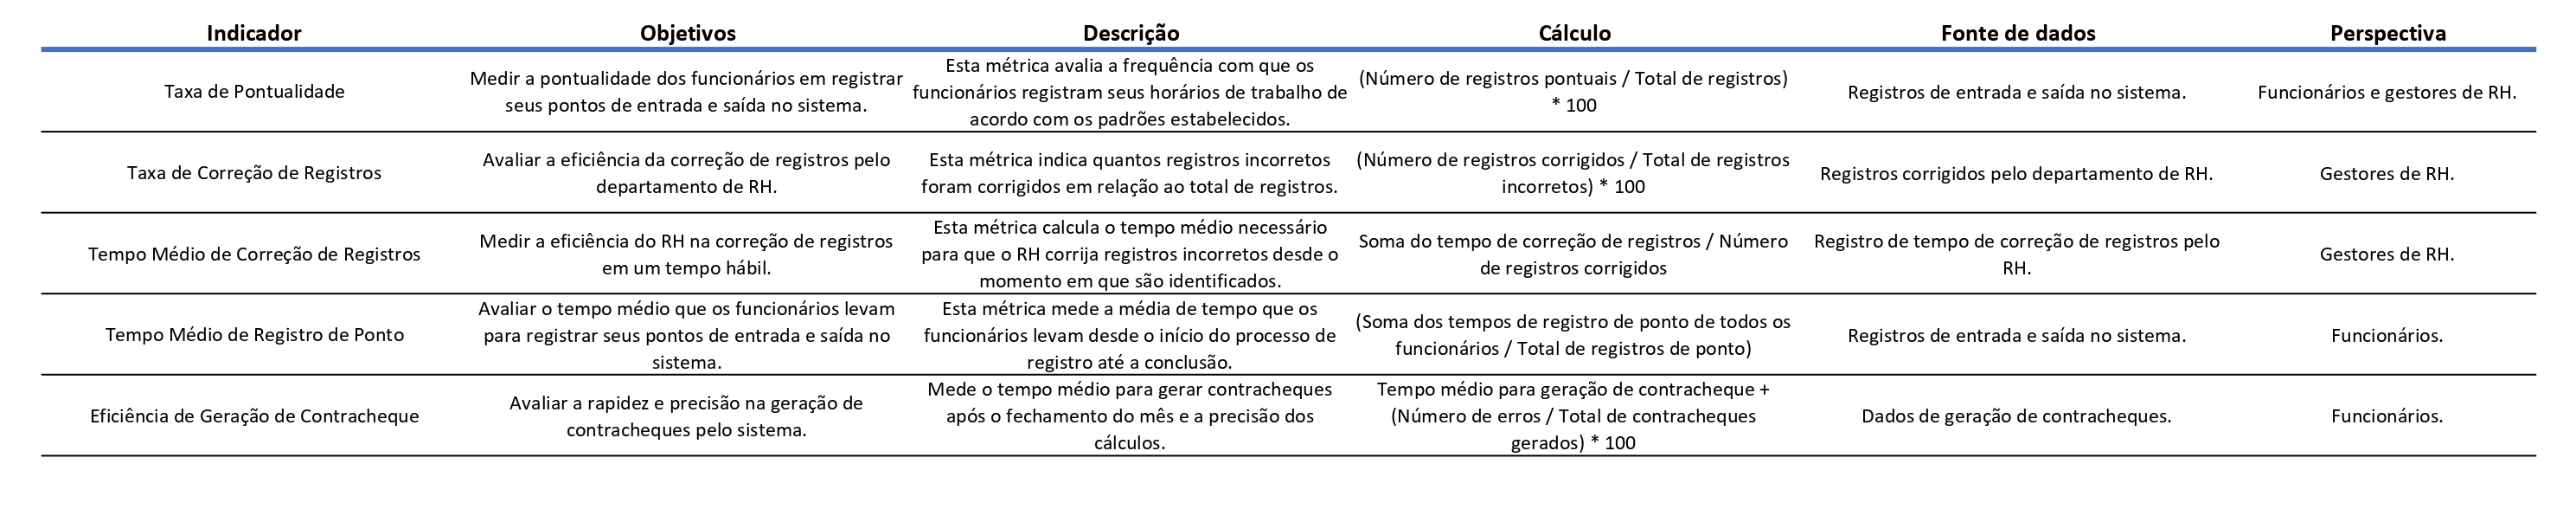 Indicador Objetivos Descrição Cálculo Fonte de dados Perspectiva
Taxa de Pontualidade
Medir a pontualidade dos funcionários em registrar
seus pontos de entrada e saída no sistema.
Esta métrica avalia a frequência com que os
funcionários registram seus horários de trabalho de
acordo com os padrões estabelecidos.
(Número de registros pontuais / Total de registros)
* 100
Registros de entrada e saída no sistema.
Funcionários e gestores de RH.
Taxa de Correção de Registros
Avaliar a eficiência da correção de registros pelo
departamento de RH.
Esta métrica indica quantos registros incorretos
foram corrigidos em relação ao total de registros.
(Número de registros corrigidos / Total de registros
incorretos) * 100
Registros corrigidos pelo departamento de RH.
Gestores de RH.
Tempo Médio de Correção de Registros
Medir a eficiência do RH na correção de registros
em um tempo hábil.
Esta métrica calcula o tempo médio necessário
para que o RH corrija registros incorretos desde o
momento em que são identificados.
Soma do tempo de correção de registros / Número
de registros corrigidos
Registro de tempo de correção de registros pelo
RH.
Gestores de RH.
Tempo Médio de Registro de Ponto
Avaliar o tempo médio que os funcionários levam
para registrar seus pontos de entrada e saída no
sistema.
Esta métrica mede a média de tempo que os
funcionários levam desde o início do processo de
registro até a conclusão.
(Soma dos tempos de registro de ponto de todos os
funcionários / Total de registros de ponto)
Registros de entrada e saída no sistema.
Funcionários.
Eficiência de Geração de Contracheque
Avaliar a rapidez e precisão na geração de
contracheques pelo sistema.
Mede o tempo médio para gerar contracheques
após o fechamento do mês e a precisão dos
cálculos.
Tempo médio para geração de contracheque +
(Número de erros / Total de contracheques
gerados) * 100
Dados de geração de contracheques.
Funcionários.